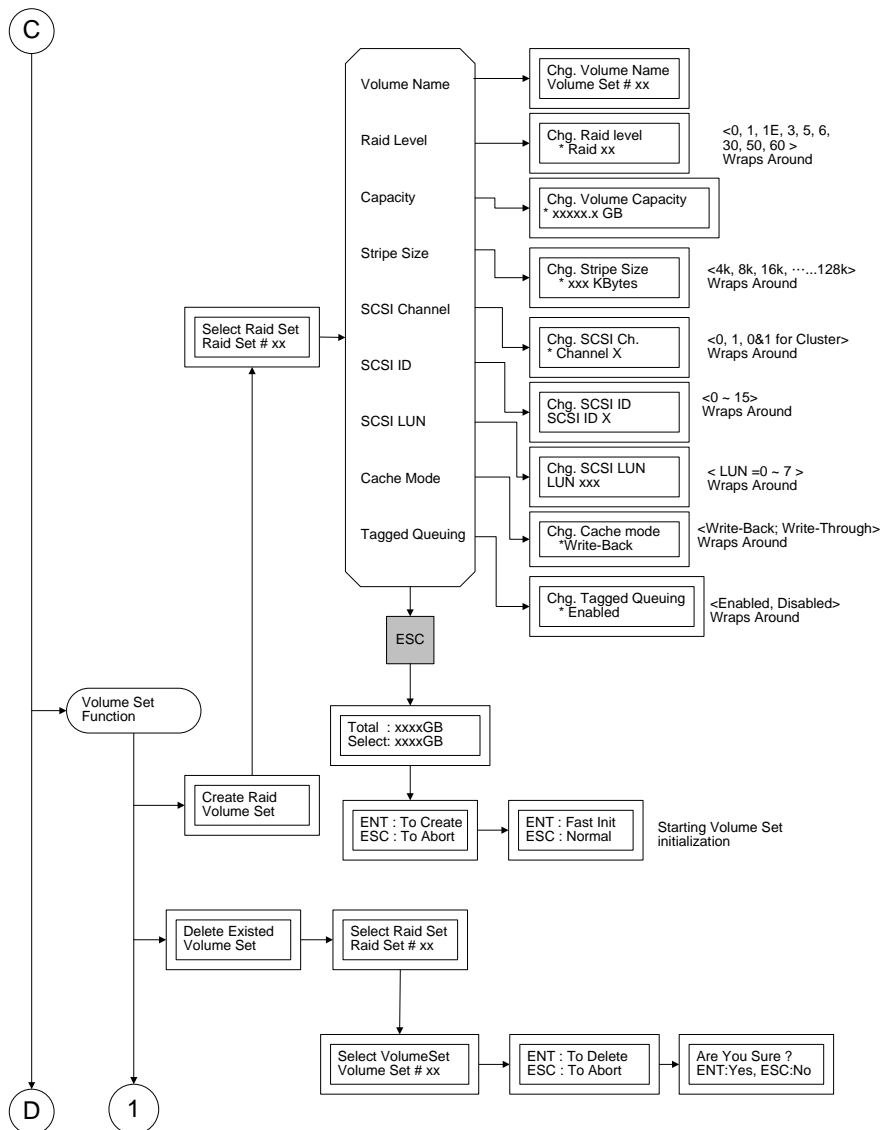 C
Volume Name
Raid Level
Capacity
Stripe Size
SCSI Channel
SCSI ID
SCSI LUN
Cache Mode
Tagged Queuing
Chg. Volume Name
Volume Set # xx
Chg. Raid level
* Raid xx
<0, 1, 1E, 3, 5, 6,
30, 50, 60 >
Wraps Around
Chg. Volume Capacity
* xxxxx.x GB
Chg. Stripe Size
* xxx KBytes
<4k, 8k, 16k, ⋯...128k>
Wraps Around
Chg. SCSI Ch.
* Channel X
<0, 1, 0&1 for Cluster>
Wraps Around
Chg. SCSI ID
SCSI ID X
<0 ~ 15>
Wraps Around
Chg. SCSI LUN
LUN xxx
< LUN =0 ~ 7 >
Wraps Around
Chg. Cache mode
*Write-Back
<Write-Back; Write-Through>
Wraps Around
Chg. Tagged Queuing
* Enabled
<Enabled, Disabled>
Wraps Around
Select Raid Set
Raid Set # xx
ESC
Volume Set
Function
Total : xxxxGB
Select: xxxxGB
Create Raid
Volume Set
ENT : To Create
ESC : To Abort
ENT : Fast Init
ESC : Normal
Starting Volume Set
initialization
Delete Existed
Volume Set
Select Raid Set
Raid Set # xx
Select VolumeSet
Volume Set # xx
ENT : To Delete
ESC : To Abort
Are You Sure ?
ENT:Yes, ESC:No
D
1